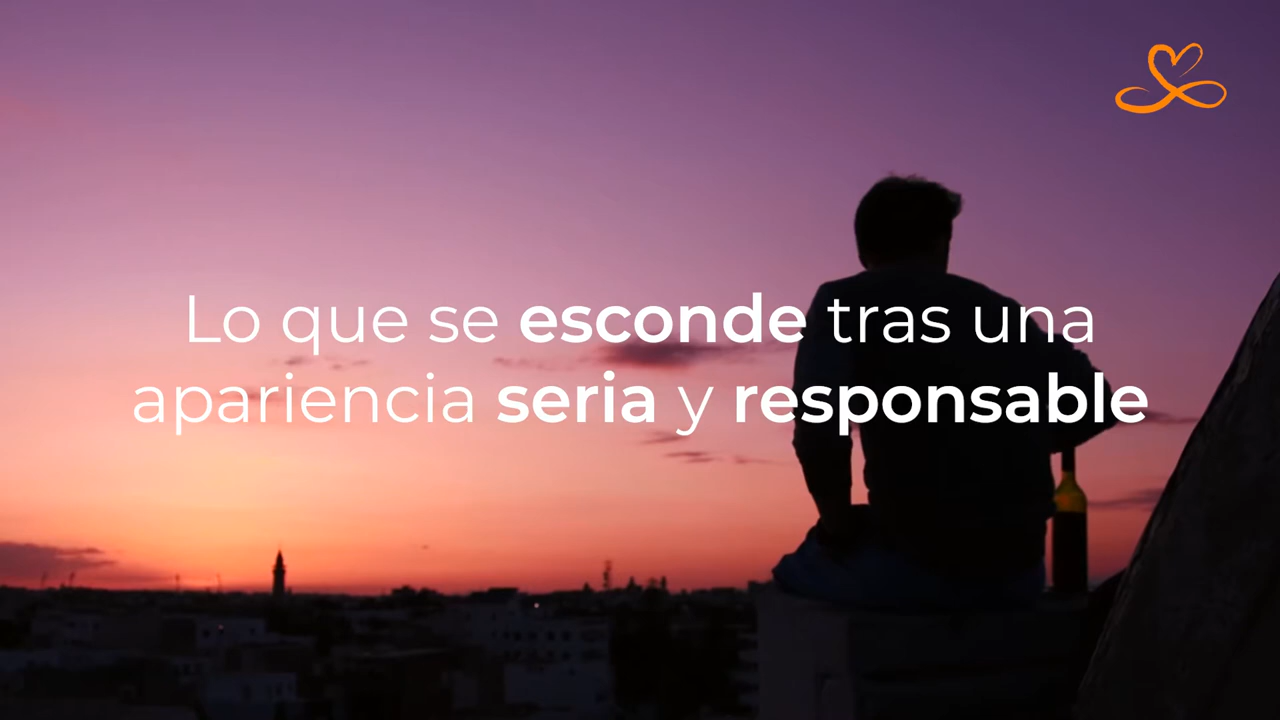 Lo que se esconde tras una
apariencia seria y responsable